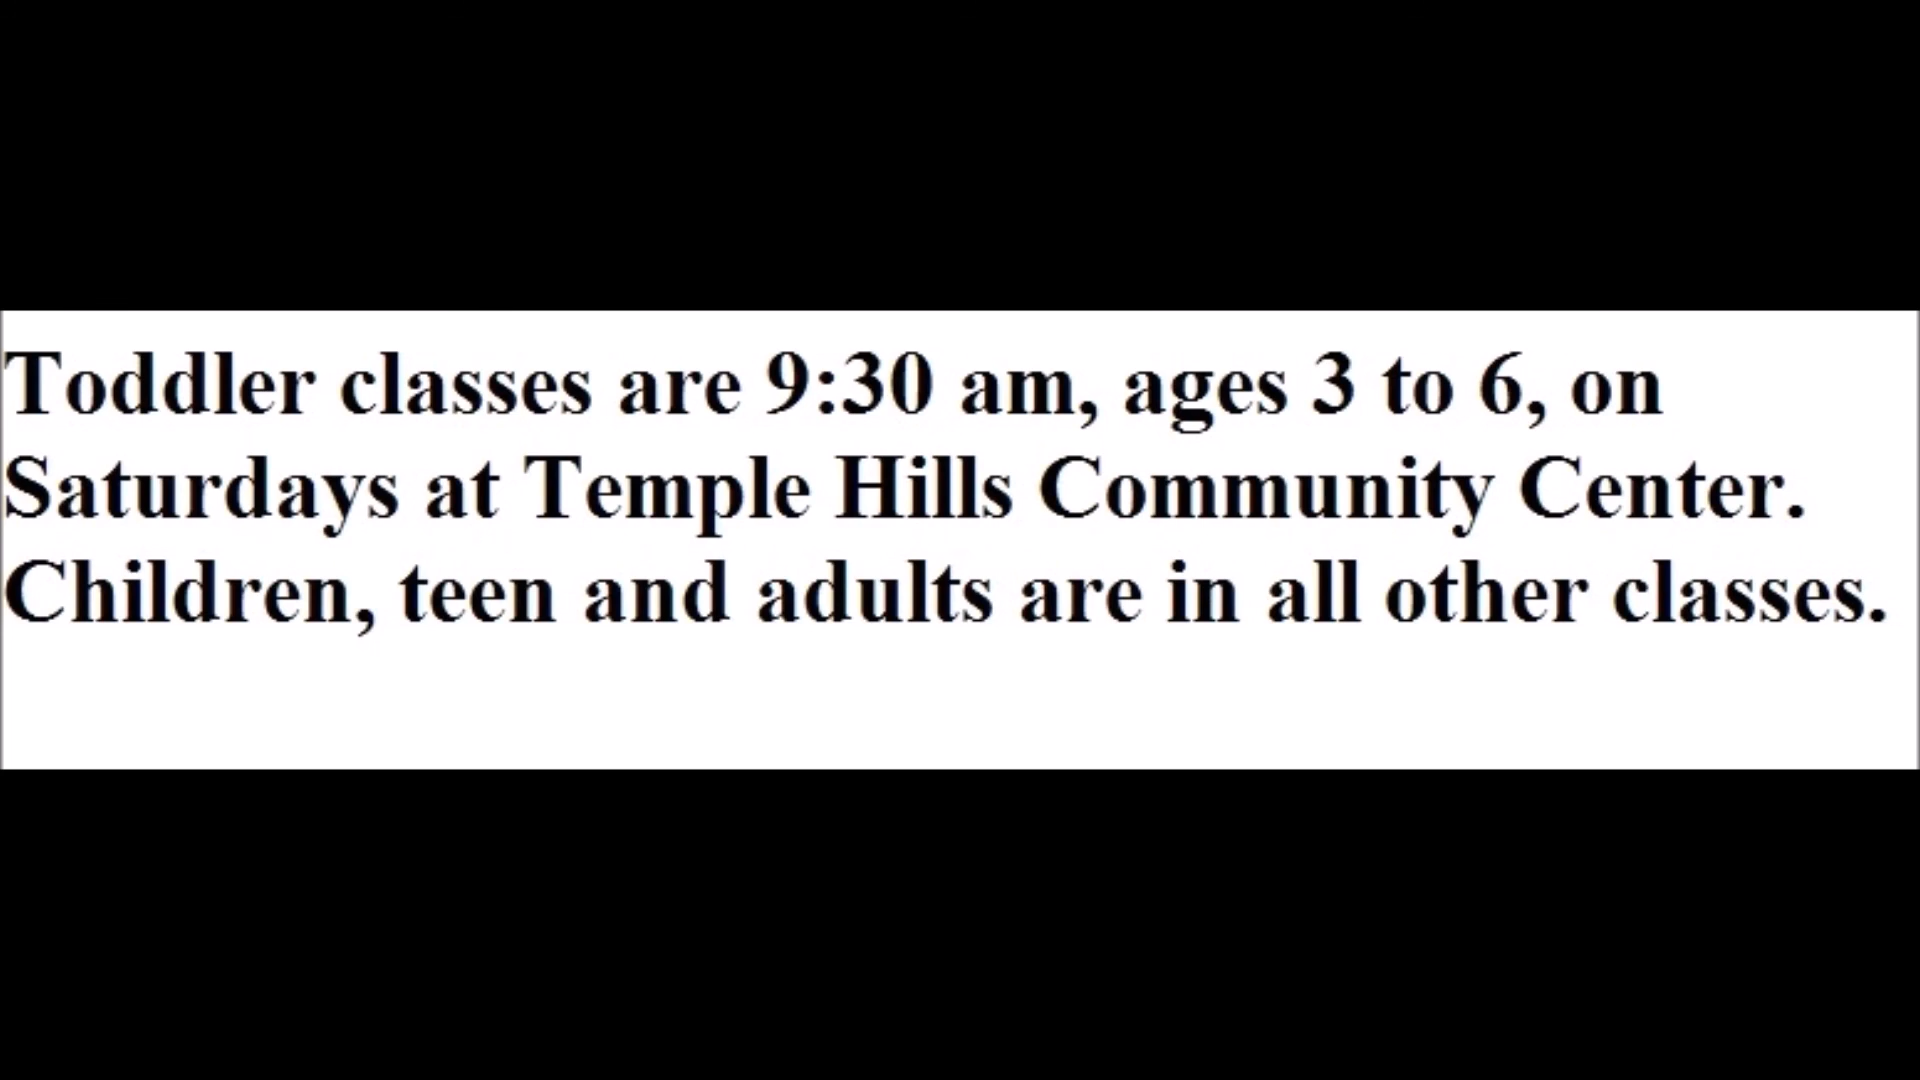 Toddler classes are 9:30 am, ages 3 to 6, on
Saturdays at Temple Hills Community Center.
Children, teen and adults are in all other classes.